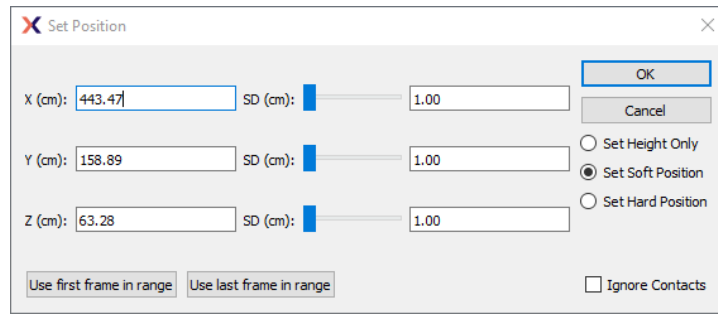 Set Position
X (cm): 443.47 SD (cm): 1.00
OK
Cancel
Y (cm): 158.89 SD (cm): 1.00
Set Height Only
Set Soft Position
Z (cm): 63.28 SD (cm): 1.00
Set Hard Position
Use first frame in range Use last frame in range Ignore Contacts